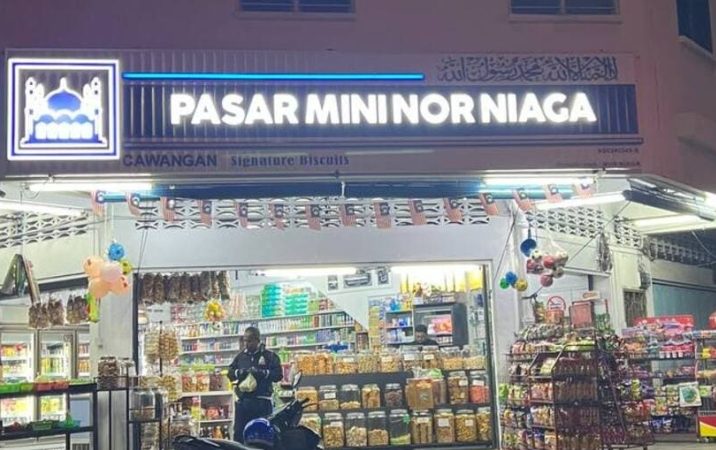 لا إله إلا الله محمد رسول الله
PASAR MINI NOR NIAGA
CAWANGAN Signature Biscuits